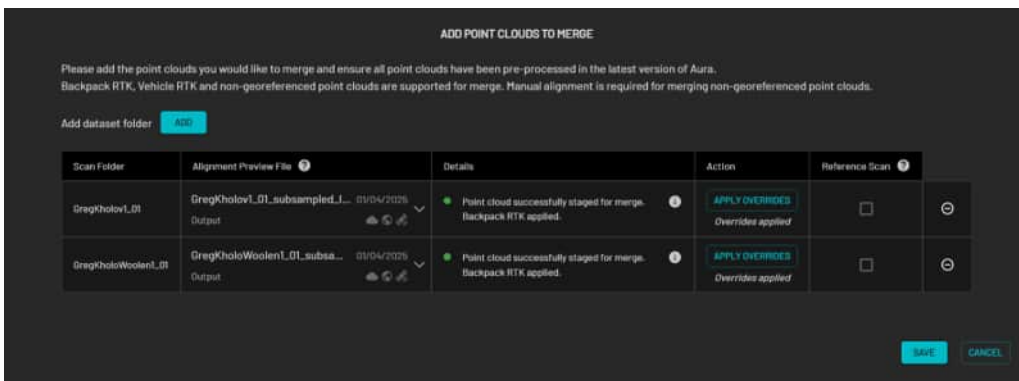 ADD POINT CLOUDS TO MERGE
Please add the point clouds you would like to merge and ensure all point clouds have been pre-processed in the latest version of Aura.
Backpack RTK, Vehicle RTK and non-georeferenced point clouds are supported for merge. Manual alignment is required for merging non-georeferenced point clouds.
Add dataset folder ADD
Scan Folder Alignment Preview File ? Details Action Reference Scan ?
GregKholov1_01
GregKholov1_01_subsampled_l... 01/04/2025
Output
Point cloud successfully staged for merge.
Backpack RTK applied.
APPLY OVERRIDES
Overrides applied
GregKholoWoolen1_01
GregKholoWoolen1_01_subsa... 01/04/2025
Output
Point cloud successfully staged for merge.
Backpack RTK applied.
APPLY OVERRIDES
Overrides applied
SAVE CANCEL